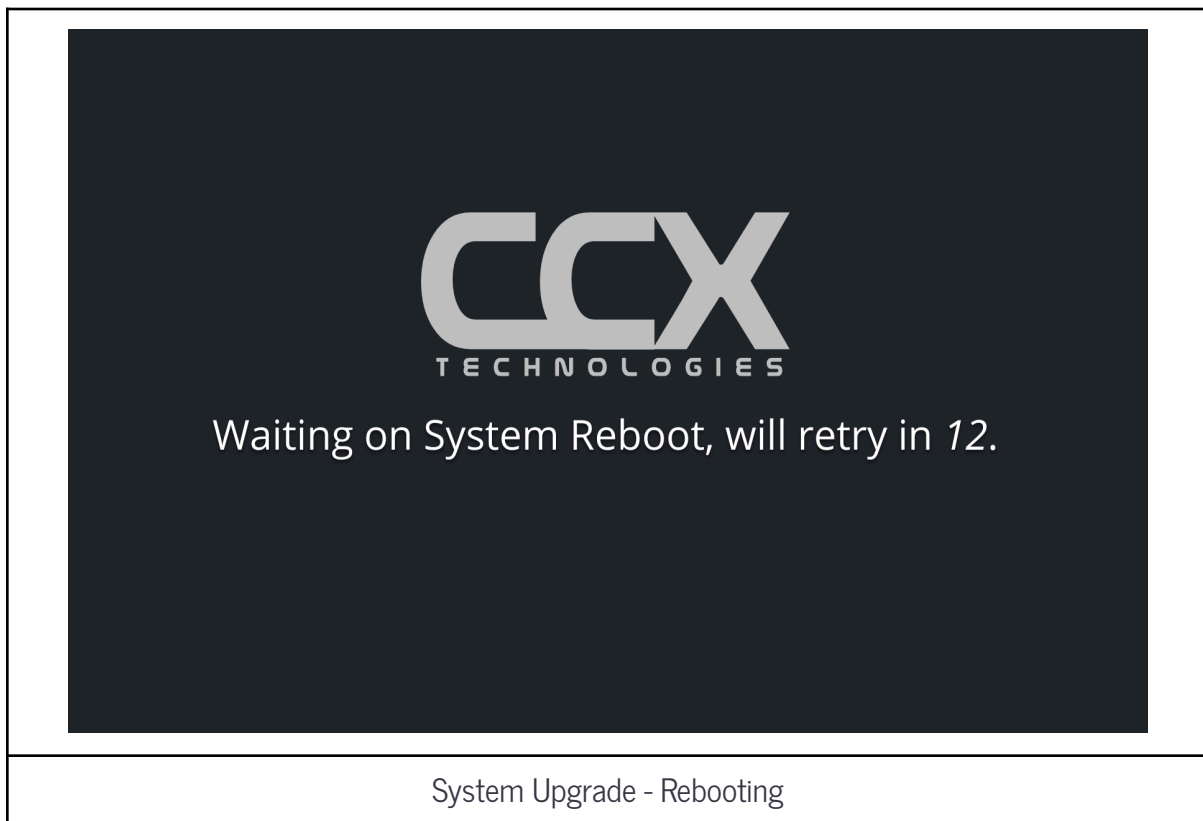 CCX
TECHNOLOGIES
Waiting on System Reboot, will retry in 12.
System Upgrade - Rebooting